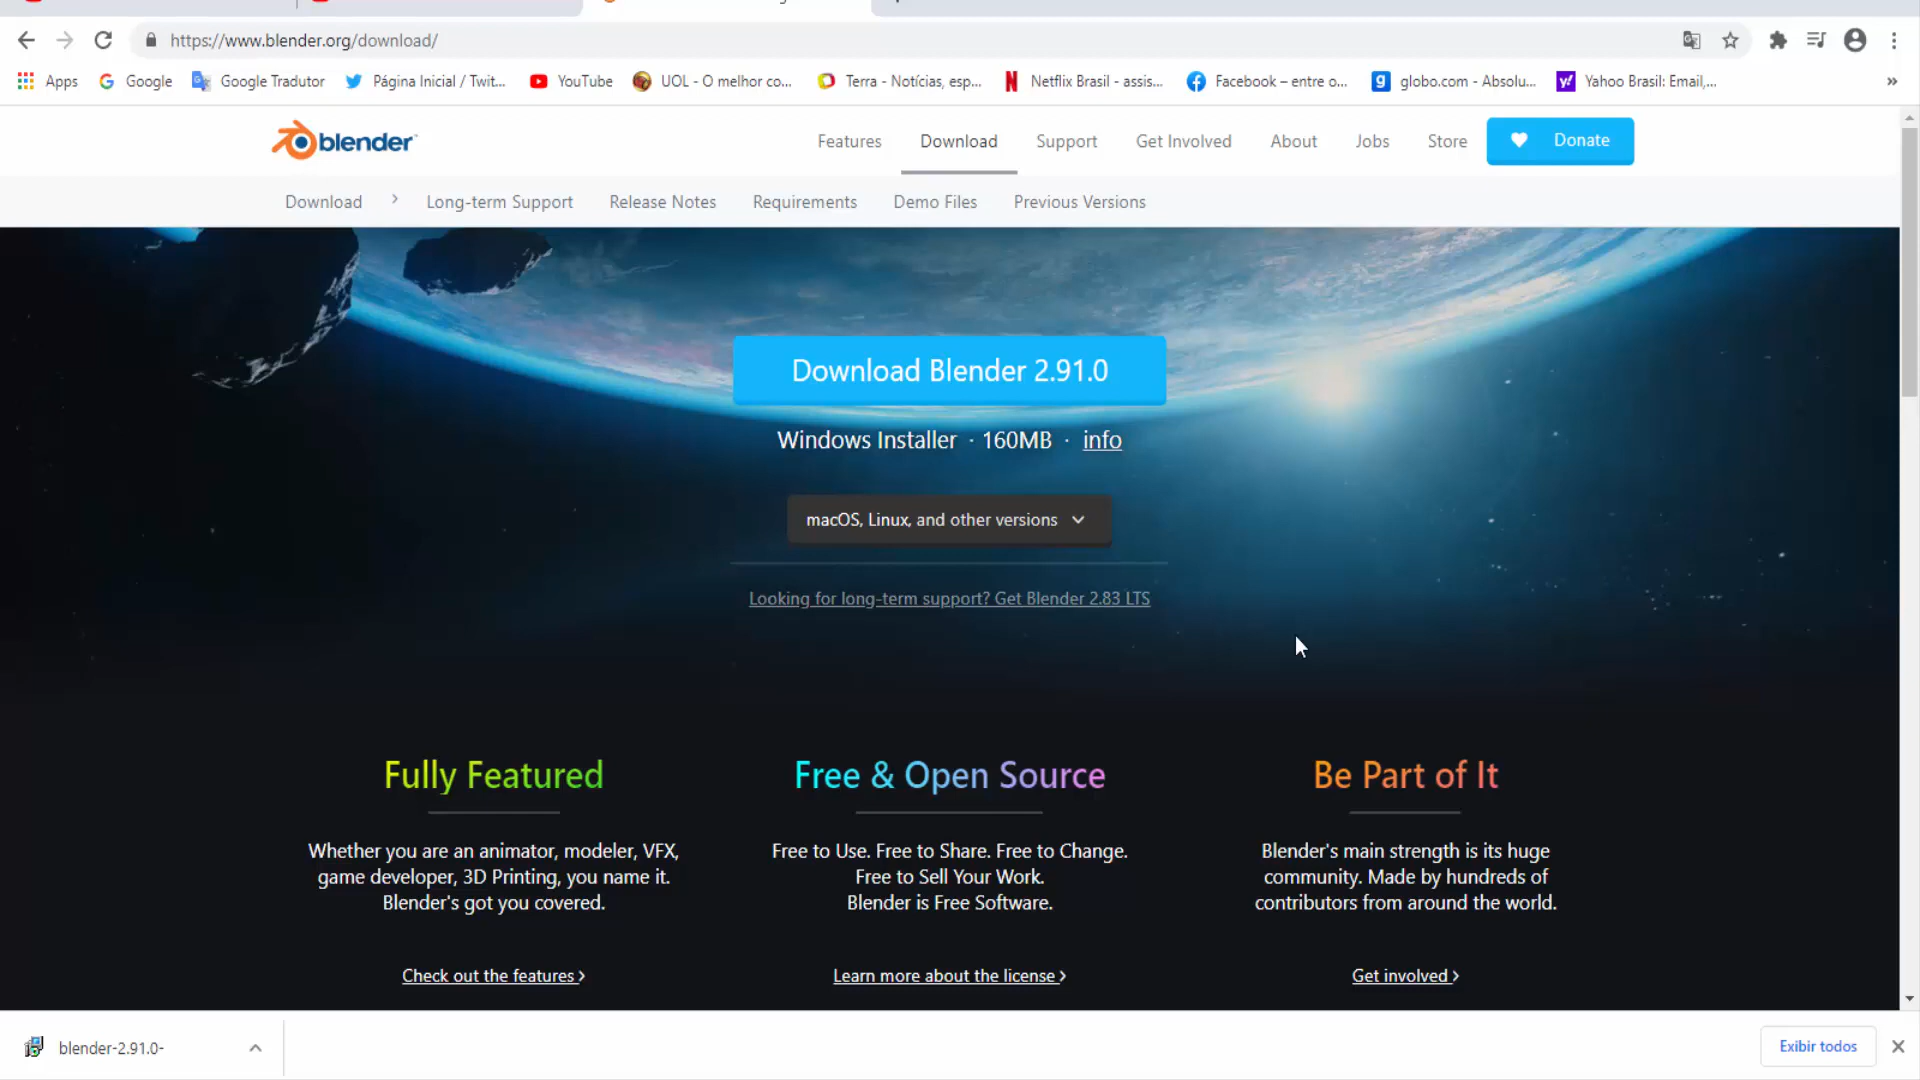 https://www.blender.org/download/
Apps
Google
Google Tradutor
Página Inicial / Twit...
YouTube
UOL - O melhor co...
Terra - Notícias, esp...
Netflix Brasil - assis...
Facebook – entre o...
globo.com - Absolu...
Yahoo Brasil: Email,...
»
blender
Features
Download
Support
Get Involved
About
Jobs
Store
Donate
Download
Long-term Support
Release Notes
Requirements
Demo Files
Previous Versions
Download Blender 2.91.0
Windows Installer · 160MB · info
macOS, Linux, and other versions
Looking for long-term support? Get Blender 2.83 LTS
Fully Featured
Whether you are an animator, modeler, VFX,
game developer, 3D Printing, you name it.
Blender's got you covered.
Check out the features ›
Free & Open Source
Free to Use. Free to Share. Free to Change.
Free to Sell Your Work.
Blender is Free Software.
Learn more about the license ›
Be Part of It
Blender's main strength is its huge
community. Made by hundreds of
contributors from around the world.
Get involved ›
blender-2.91.0-
Exibir todos